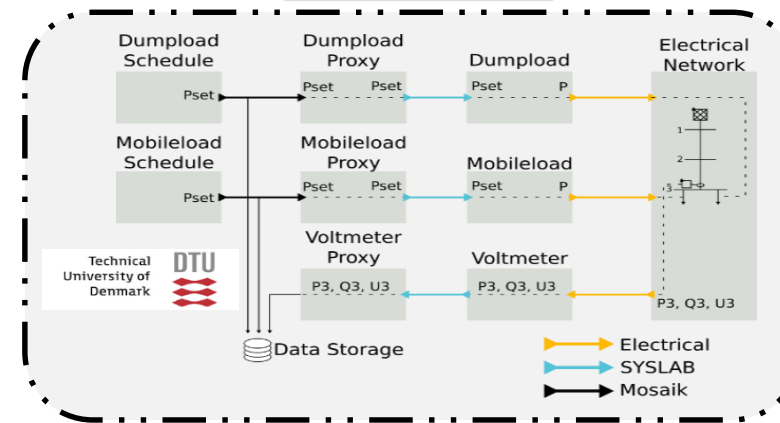 Dumpload
Schedule
Dumpload
Proxy
Dumpload
Electrical
Network
Pset
Pset
Pset
Pset
P
1
2
3
Mobileload
Schedule
Mobileload
Proxy
Mobileload
Pset
Pset
Pset
Pset
P
Voltmeter
Proxy
Voltmeter
Technical
University of
Denmark
DTU
P3, Q3, U3
P3, Q3, U3
P3, Q3, U3
Data Storage
Electrical
SYSLAB
Mosaik